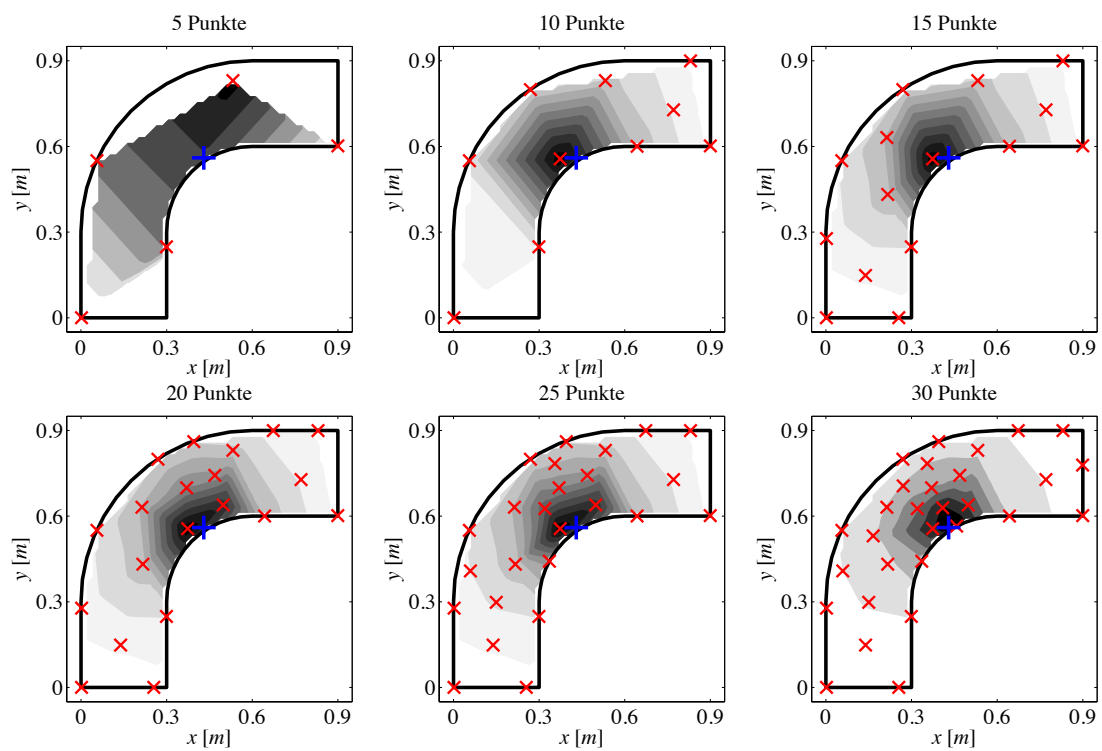 5 Punkte 10 Punkte 15 Punkte
0.9 0.9 0.9
0.6 0.6 0.6
y [m] y [m] y [m]
0.3 0.3 0.3
0 0 0
0 0.3 0.6 0.9 0 0.3 0.6 0.9 0 0.3 0.6 0.9
x [m] x [m] x [m]
20 Punkte 25 Punkte 30 Punkte
0.9 0.9 0.9
0.6 0.6 0.6
y [m] y [m] y [m]
0.3 0.3 0.3
0 0 0
0 0.3 0.6 0.9 0 0.3 0.6 0.9 0 0.3 0.6 0.9
x [m] x [m] x [m]